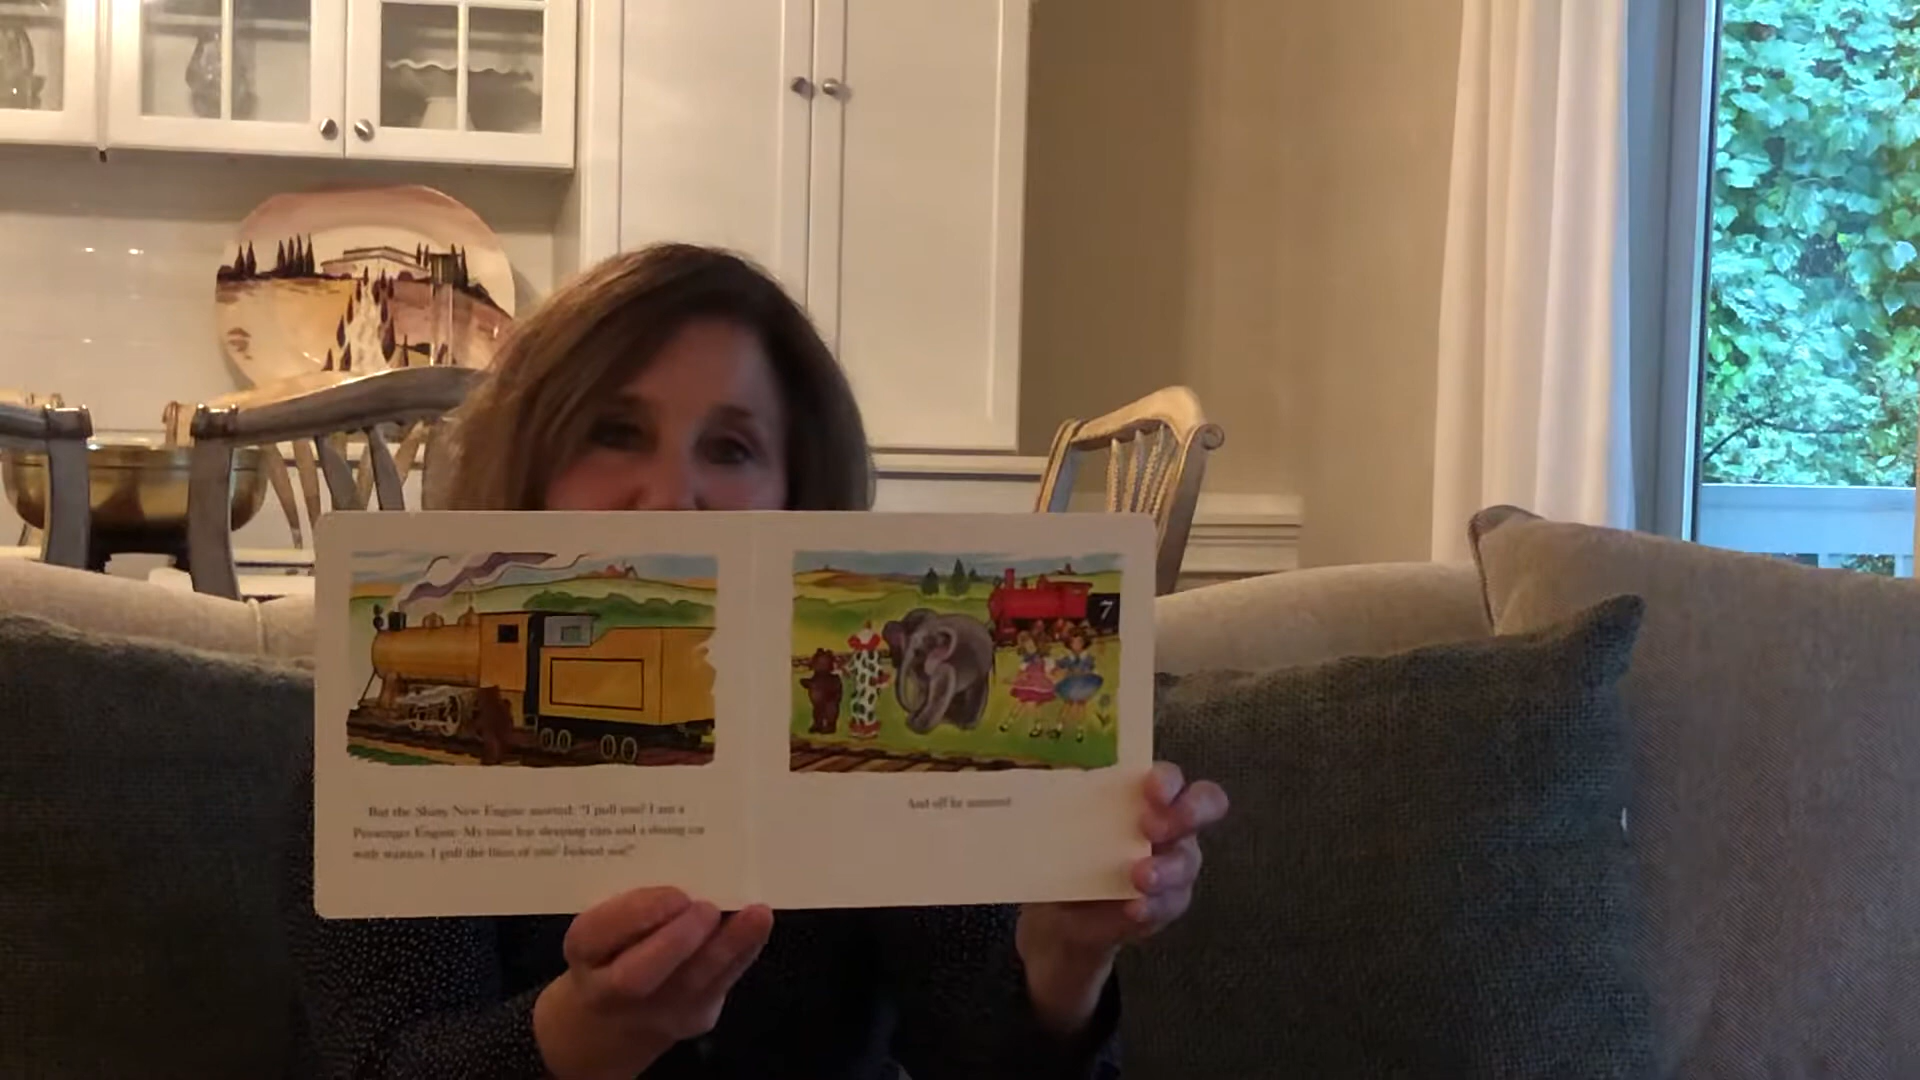 But the Shiny New Engine snorted: "I pull you? I am a
Passenger Engine. My train has sleeping cars and a dining car
with waiters. I pull the likes of you? Indeed not!"
And off he steamed
7